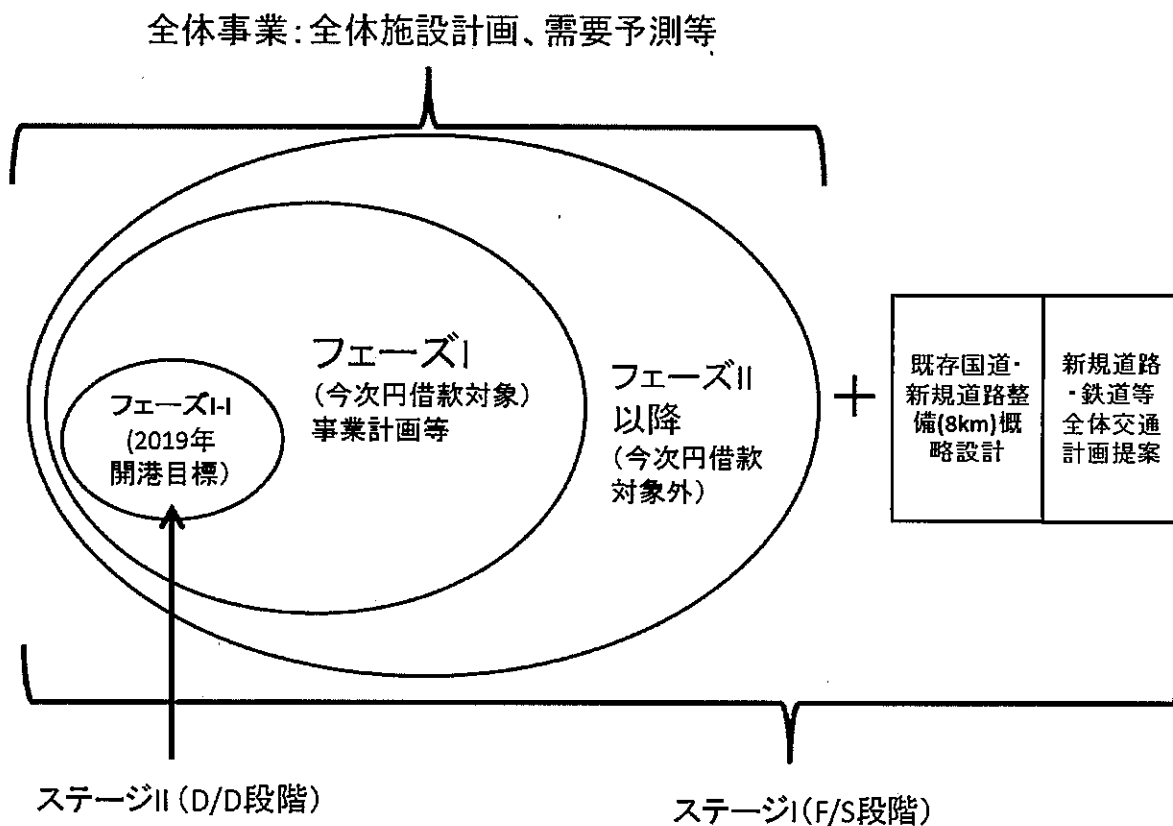 全体事業:全体施設計画、需要予測等
フェーズI-I
(2019年
開港目標)
フェーズI
(今次円借款対象)
事業計画等
フェーズII
以降
(今次円借款
対象外)
+
既存国道・
新規道路整
備(8km)概
略設計
新規道路
・鉄道等
全体交通
計画提案
ステージII(D/D段階)
ステージI(F/S段階)